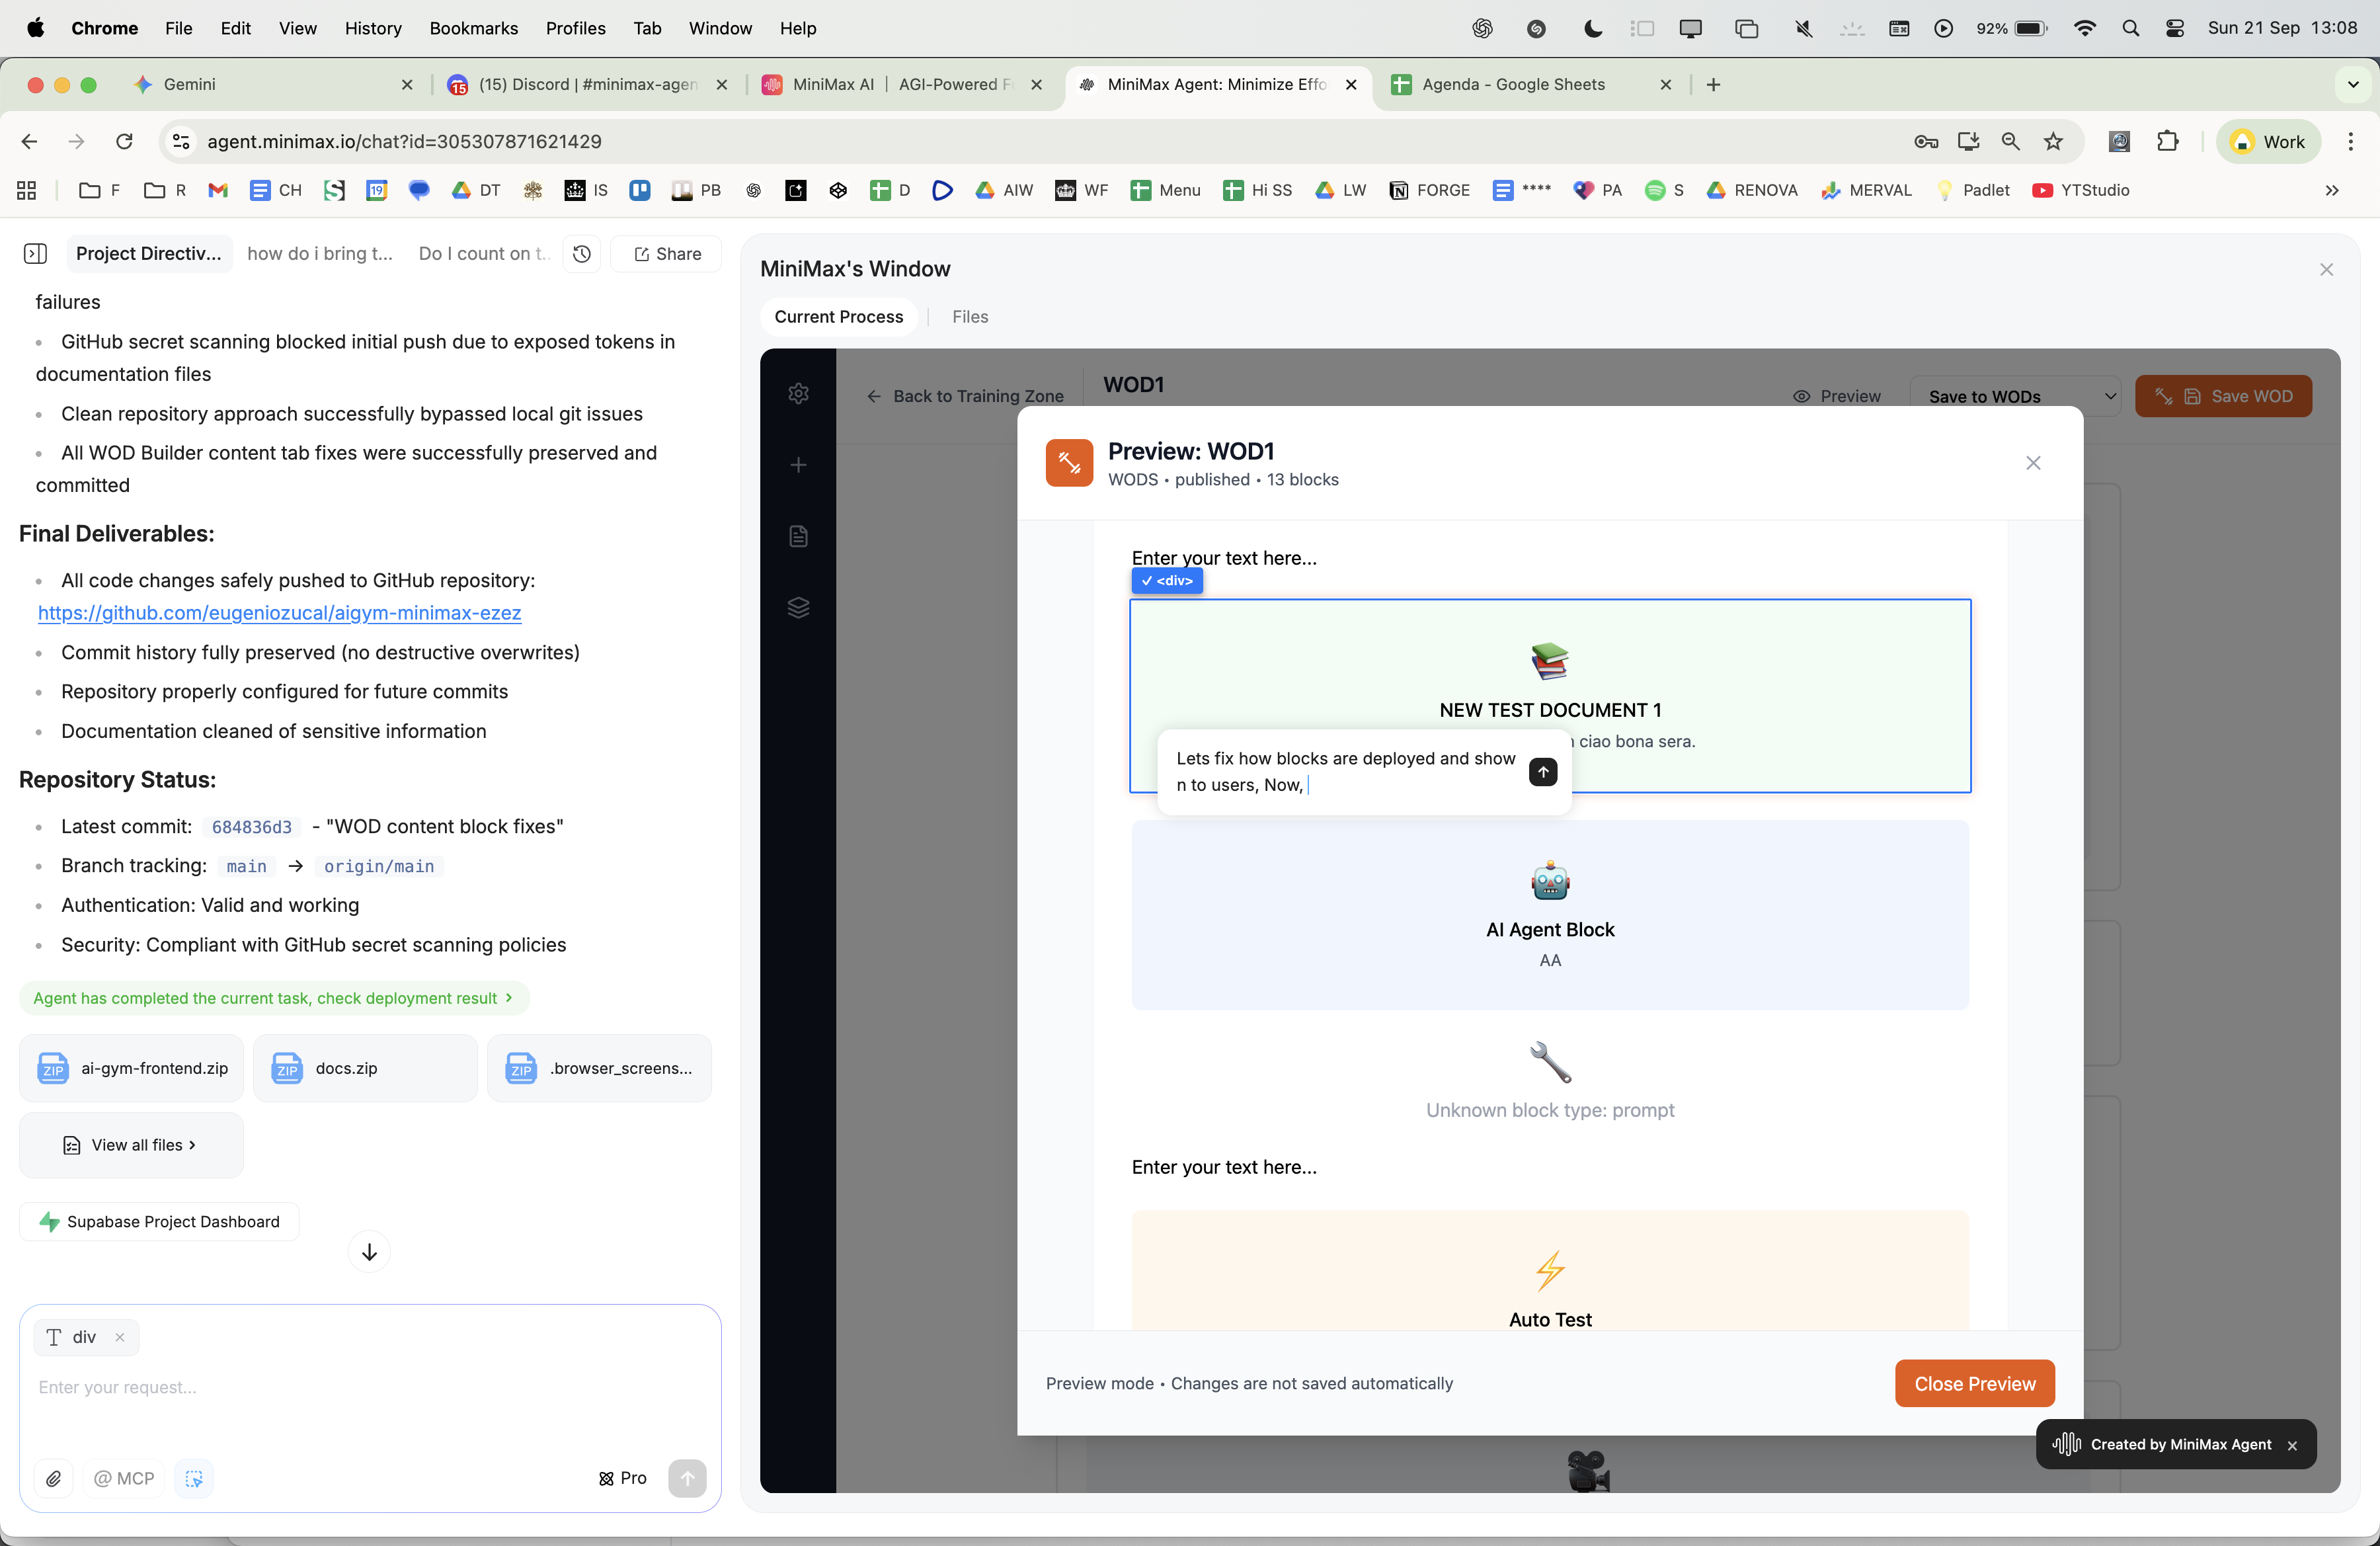 Chrome File Edit View History Bookmarks Profiles Tab Window Help 92% Sun 21 Sep 13:08
Gemini
(15) Discord | #minimax-agen
MiniMax AI | AGI-Powered F
MiniMax Agent: Minimize Effo
Agenda - Google Sheets
agent.minimax.io/chat?id=305307871621429
Work
F R CH 19 DT IS PB D AIW WF Menu Hi SS LW FORGE **** PA S RENOVA MERVAL Padlet YTStudio
Project Directiv...
how do i bring t...
Do I count on t..
Share
failures
GitHub secret scanning blocked initial push due to exposed tokens in
documentation files
Clean repository approach successfully bypassed local git issues
All WOD Builder content tab fixes were successfully preserved and
committed
Final Deliverables:
All code changes safely pushed to GitHub repository:
https://github.com/eugeniozucal/aigym-minimax-ezez
Commit history fully preserved (no destructive overwrites)
Repository properly configured for future commits
Documentation cleaned of sensitive information
Repository Status:
Latest commit: 684836d3 - "WOD content block fixes"
Branch tracking: main → origin/main
Authentication: Valid and working
Security: Compliant with GitHub secret scanning policies
Agent has completed the current task, check deployment result
ZIP ai-gym-frontend.zip
ZIP docs.zip
ZIP .browser_screens...
View all files
Supabase Project Dashboard
T div
Enter your request...
@ MCP
Pro
MiniMax's Window
Current Process
Files
Back to Training Zone
WOD1
Preview
Save to WODs
Save WOD
Preview: WOD1
WODS • published • 13 blocks
Enter your text here...
✓ <div>
NEW TEST DOCUMENT 1
ciao bona sera.
Lets fix how blocks are deployed and show
n to users, Now,
AI Agent Block
AA
Unknown block type: prompt
Enter your text here...
Auto Test
Preview mode • Changes are not saved automatically
Close Preview
Created by MiniMax Agent